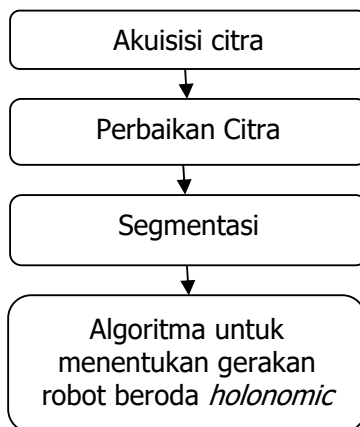 Akuisisi citra
Perbaikan Citra
Segmentasi
Algoritma untuk
menentukan gerakan
robot beroda holonomic